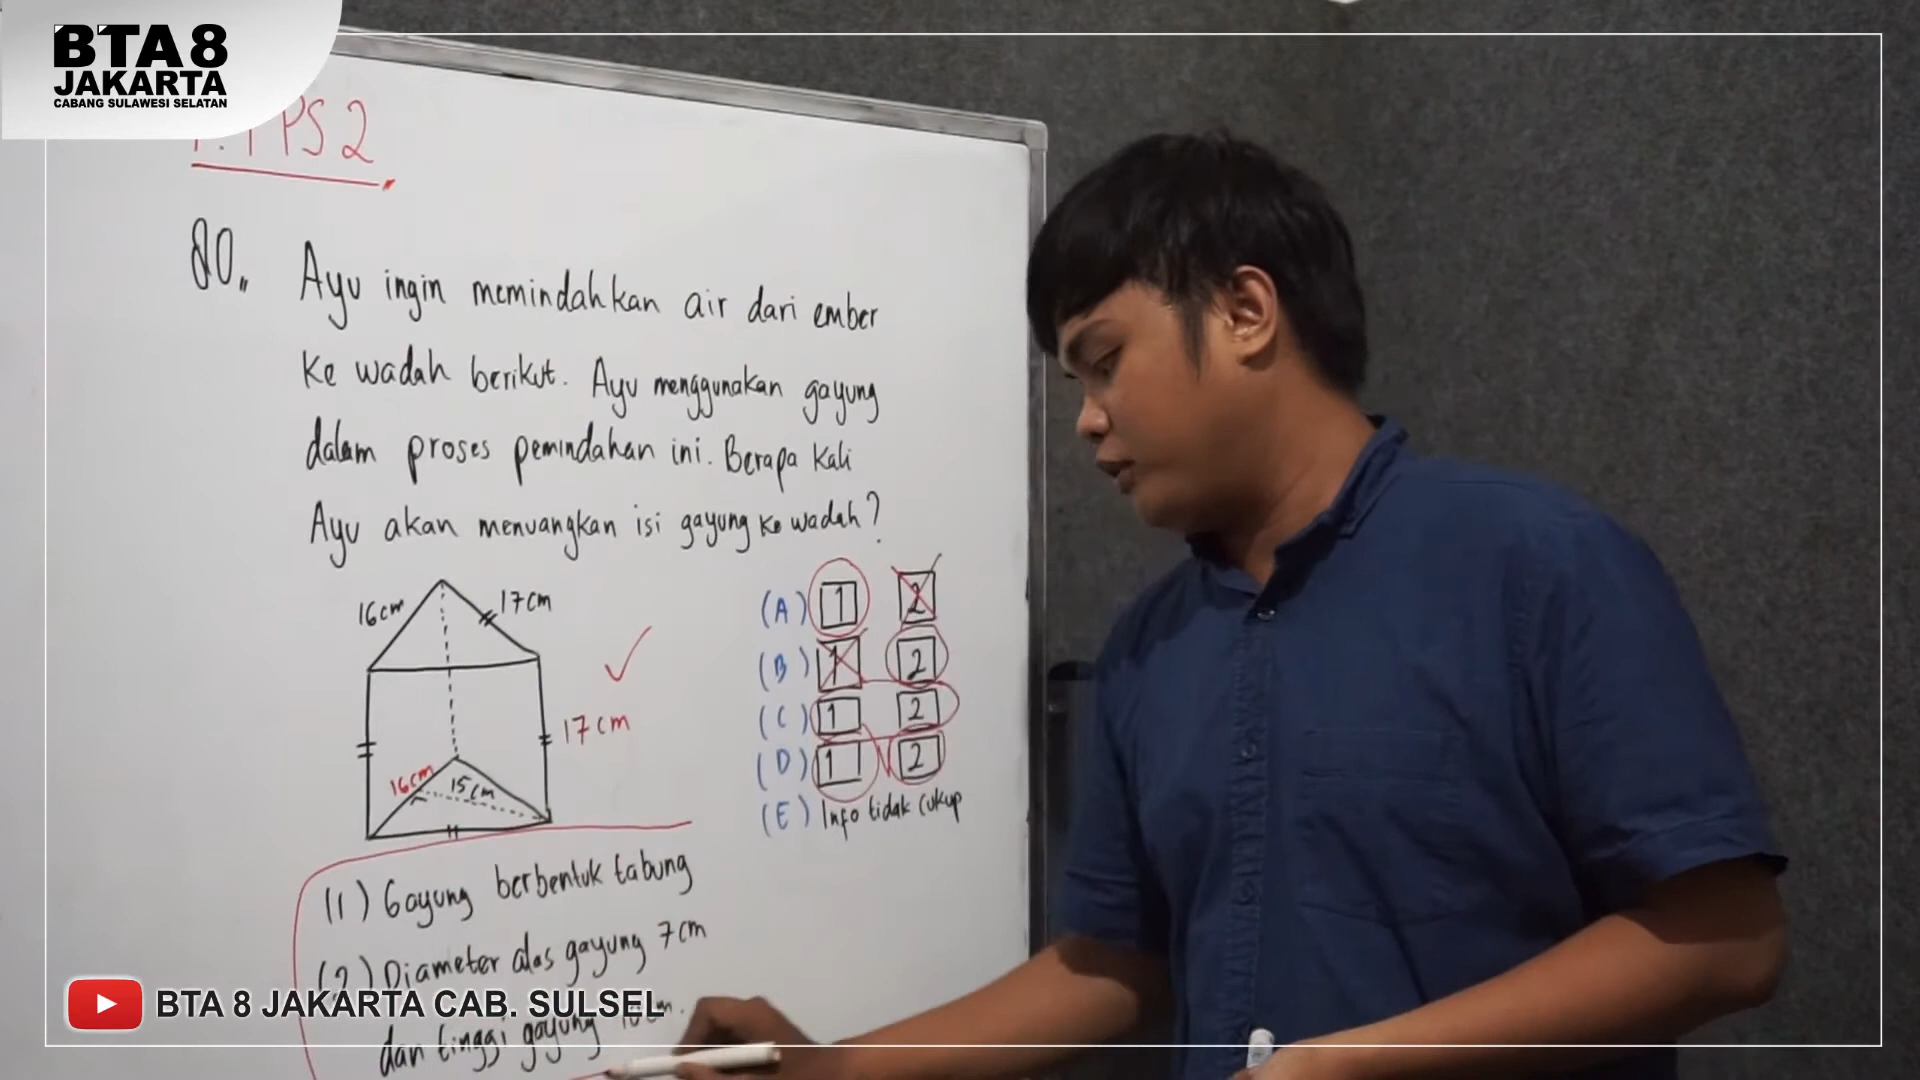 BTA 8
JAKARTA
CABANG SULAWESI SELATAN
PS 2
20.
Ayu ingin memindahkan air dari ember
ke wadah berikut. Ayu menggunakan gayung
dalam proses pemindahan ini. Berapa kali
Ayu akan menuangkan isi gayung ke wadah?
16cm
17cm
17 cm
16cm
15cm
(A) 1 2
(B) 1 2
(C) 1 2
(D) 1 2
(E) Info tidak cukup
(1) Gayung berbentuk tabung
(2) Diameter alas gayung 7cm
dan tinggi gayung
BTA 8 JAKARTA CAB. SULSEL